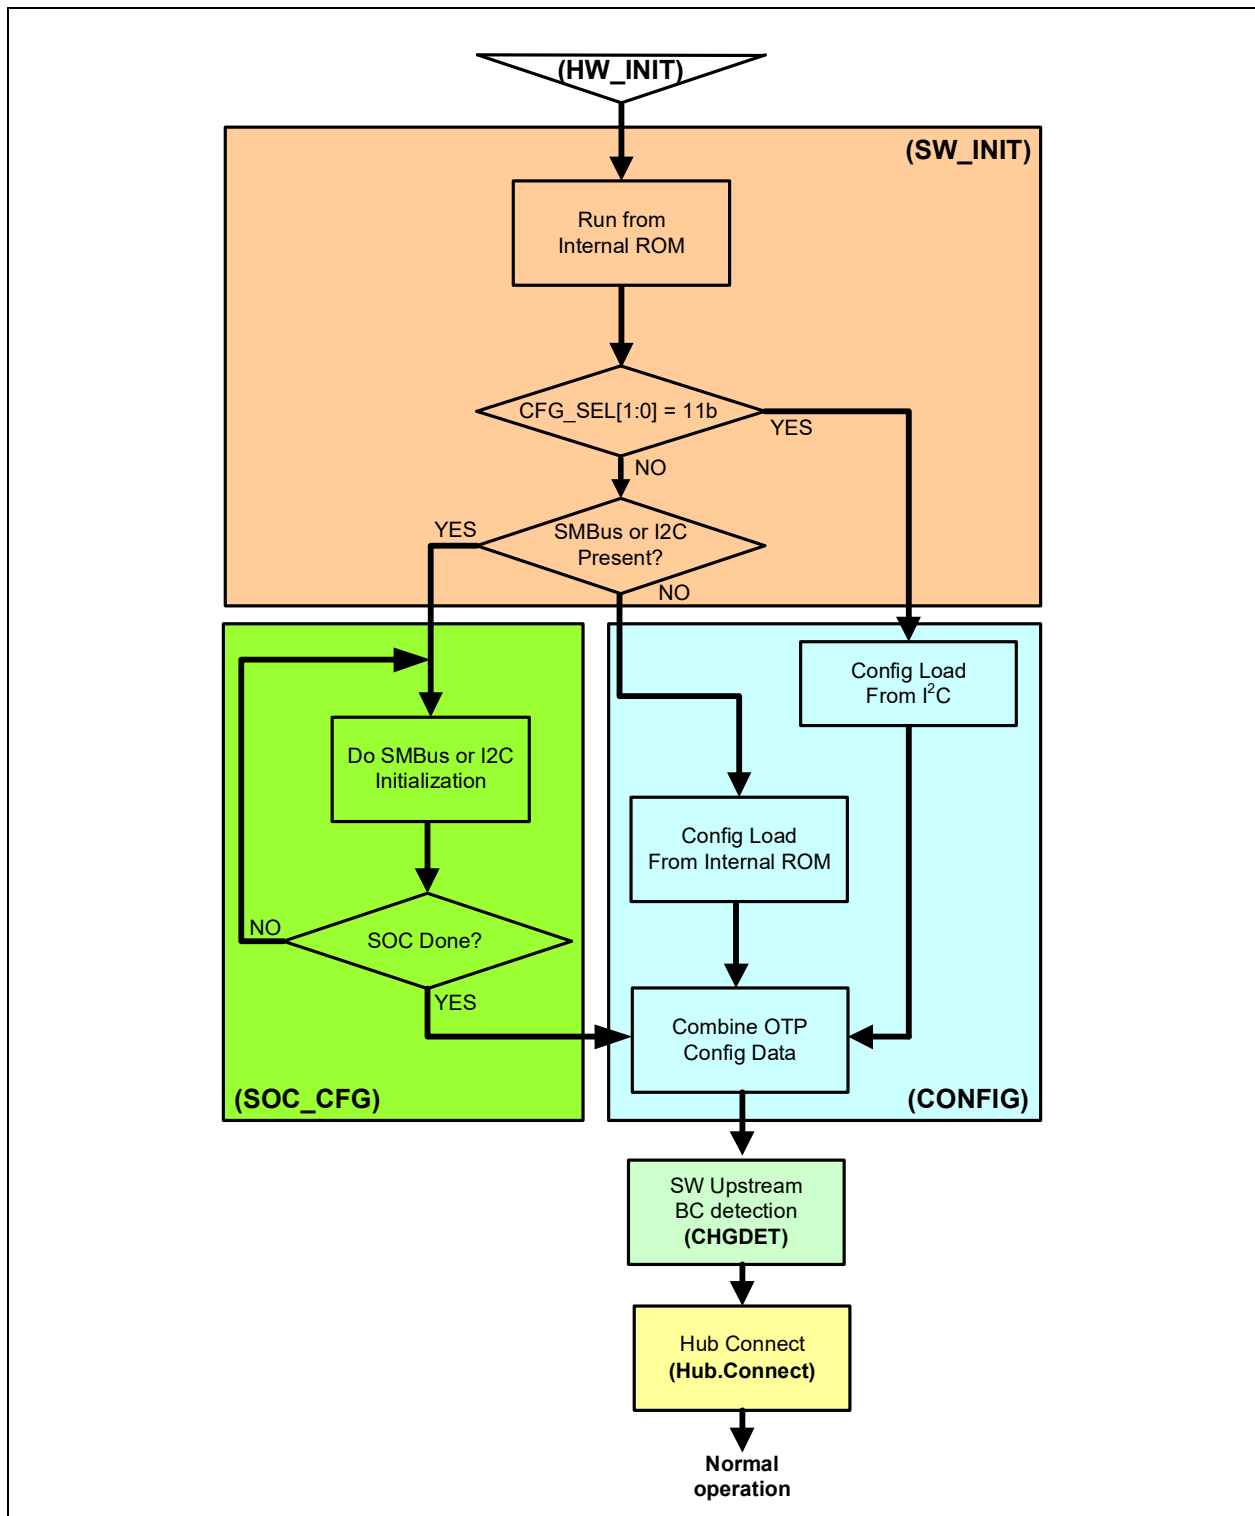 (HW_INIT)
(SW_INIT)
Run from
Internal ROM
CFG_SEL[1:0] = 11b
YES
NO
YES
SMBus or I2C
Present?
NO
Config Load
From I²C
Do SMBus or I2C
Initialization
Config Load
From Internal ROM
NO
SOC Done?
YES
Combine OTP
Config Data
(SOC_CFG)
(CONFIG)
SW Upstream
BC detection
(CHGDET)
Hub Connect
(Hub.Connect)
Normal
operation